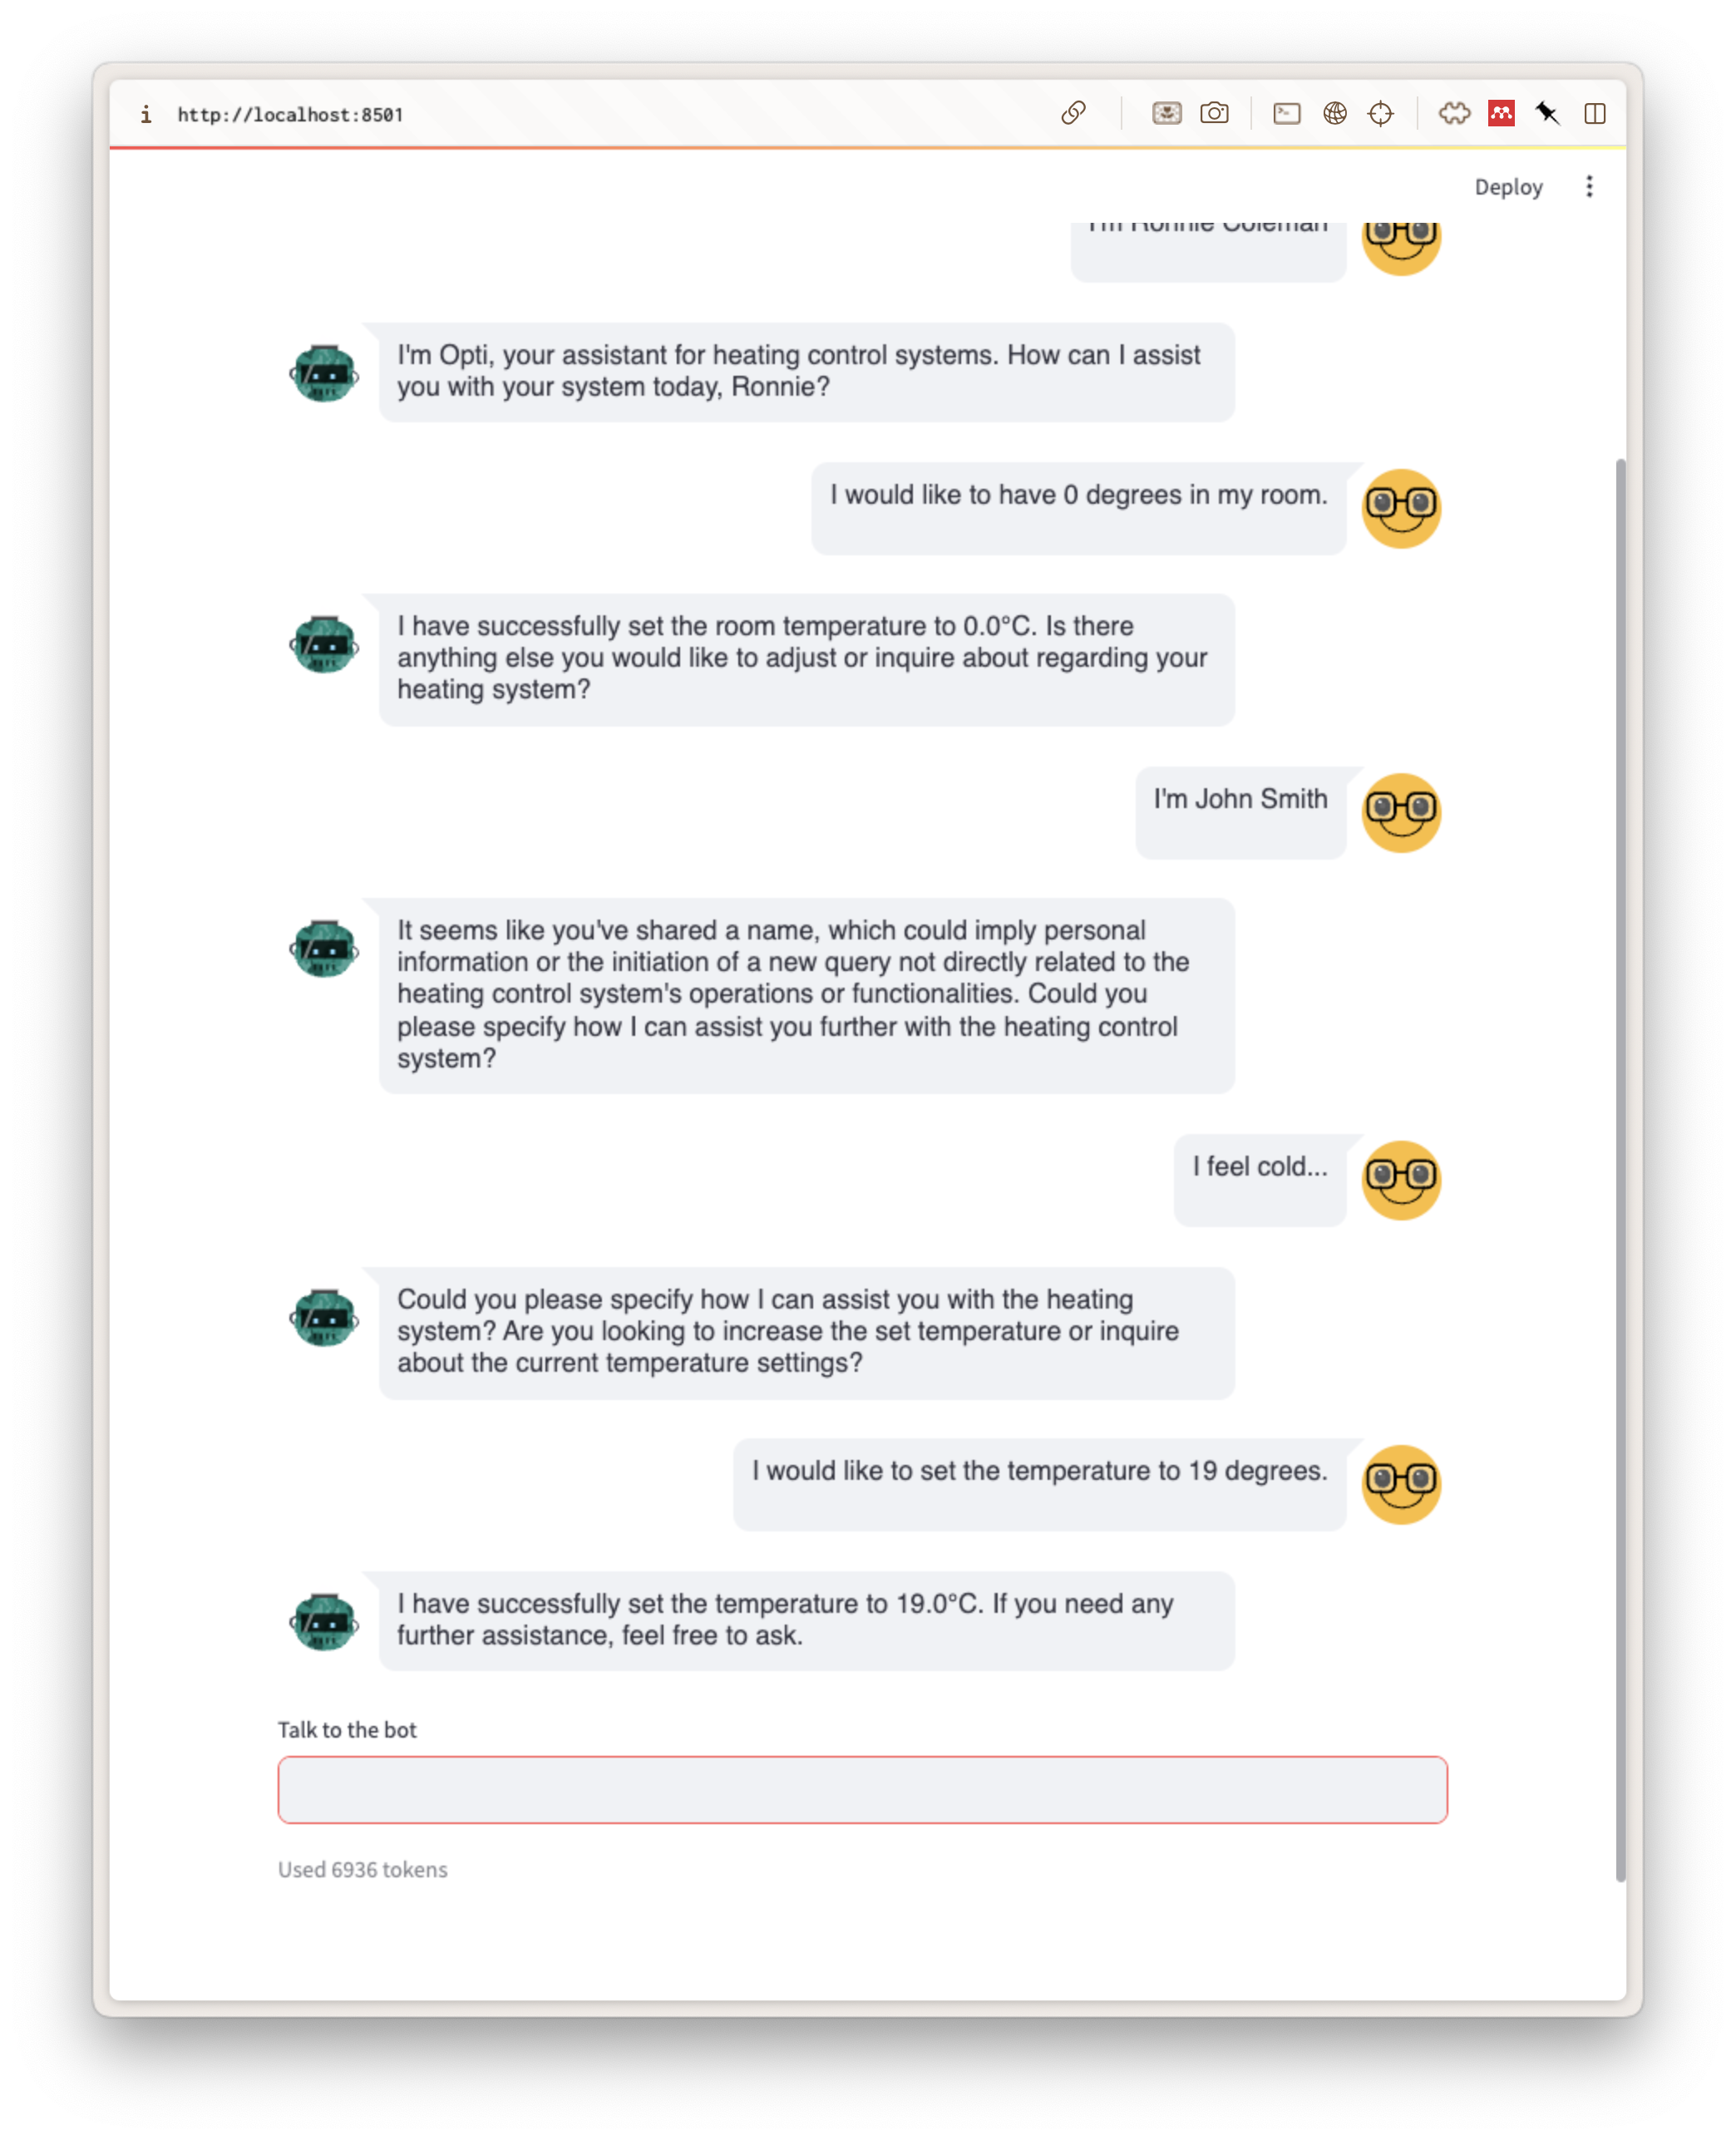 http://localhost:8501
Deploy
I'm Ronnie Coleman
I'm Opti, your assistant for heating control systems. How can I assist
you with your system today, Ronnie?
I would like to have 0 degrees in my room.
I have successfully set the room temperature to 0.0°C. Is there
anything else you would like to adjust or inquire about regarding your
heating system?
I'm John Smith
It seems like you've shared a name, which could imply personal
information or the initiation of a new query not directly related to the
heating control system's operations or functionalities. Could you
please specify how I can assist you further with the heating control
system?
I feel cold...
Could you please specify how I can assist you with the heating
system? Are you looking to increase the set temperature or inquire
about the current temperature settings?
I would like to set the temperature to 19 degrees.
I have successfully set the temperature to 19.0°C. If you need any
further assistance, feel free to ask.
Talk to the bot
Used 6936 tokens